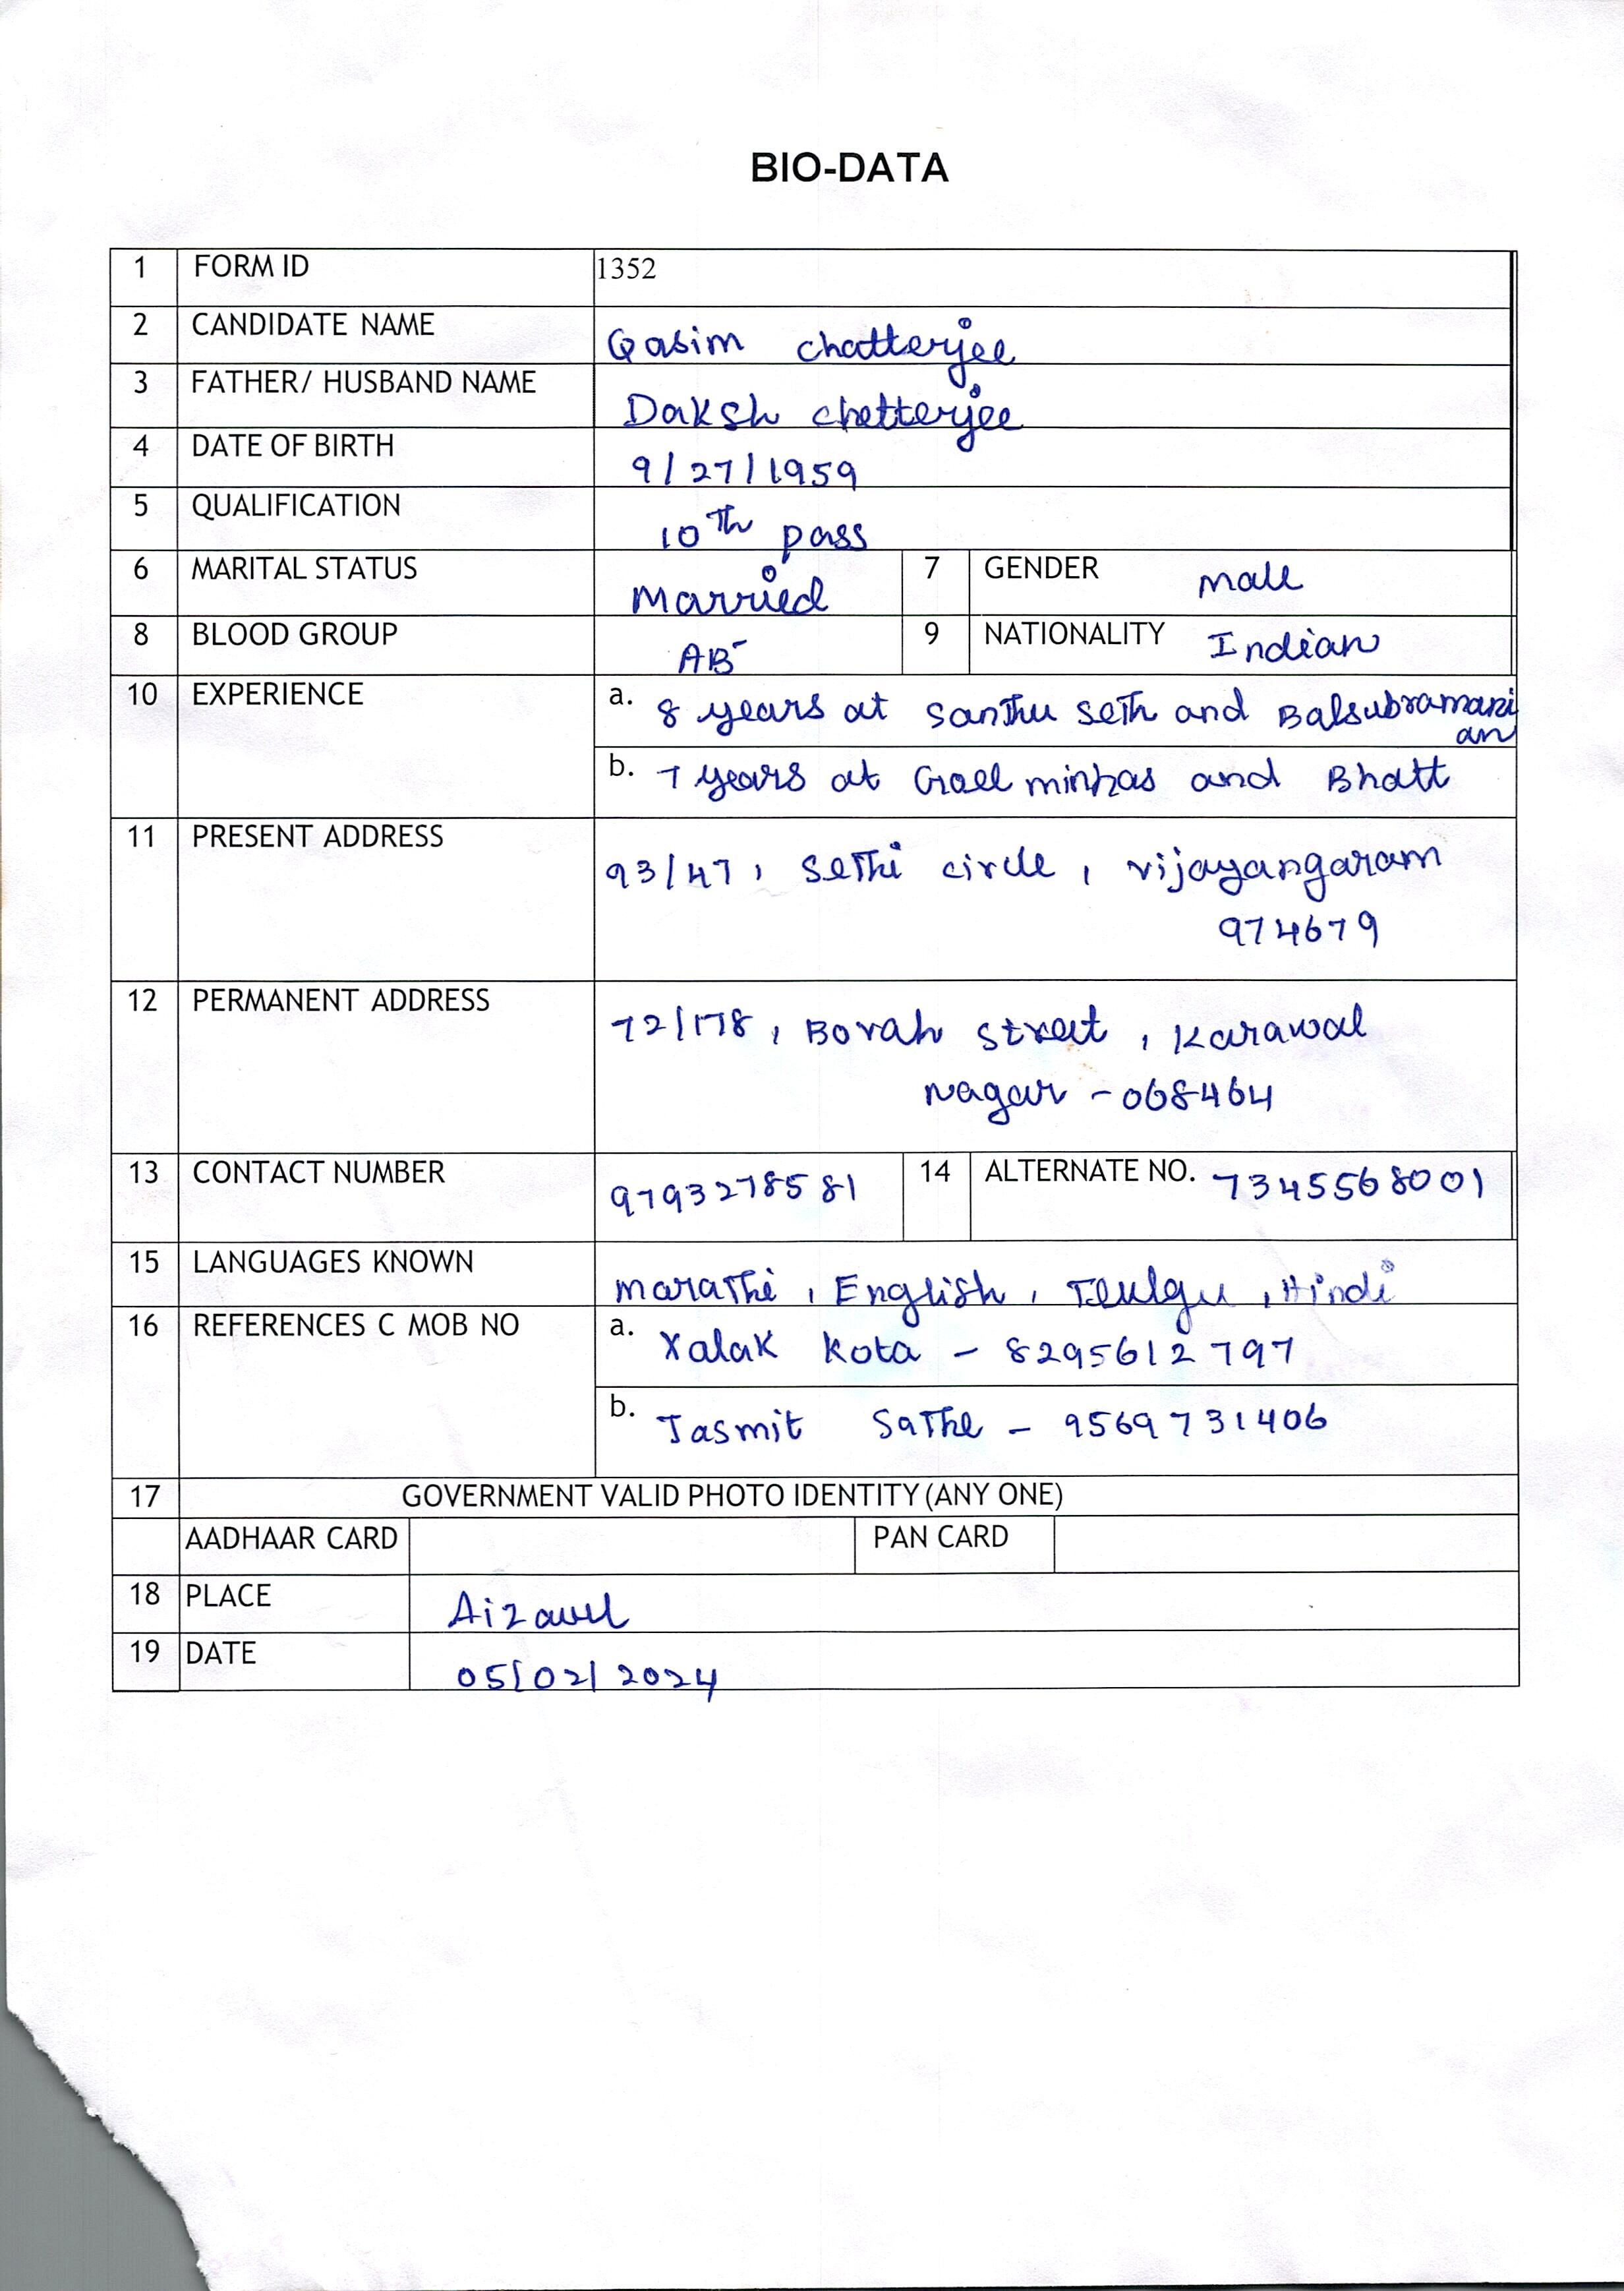 BIO-DATA
1 FORM ID 1352
2 CANDIDATE NAME Qasim chatterjee
3 FATHER/ HUSBAND NAME Daksh chatterjee
4 DATE OF BIRTH 9/27/1959
5 QUALIFICATION 10th pass
6 MARITAL STATUS Married 7 GENDER male
8 BLOOD GROUP AB- 9 NATIONALITY Indian
10 EXPERIENCE a. 8 years at Santhu Seth and Balsubramani
an
b. 7 years at Gaell minhas and Bhatt
11 PRESENT ADDRESS
93/47, Sethi circle, vijayangaram
974679
12 PERMANENT ADDRESS
72/178, Borah Street, Karawal
Nagar - 068464
13 CONTACT NUMBER 9793278581 14 ALTERNATE NO. 7345568001
15 LANGUAGES KNOWN marathi, English, Teulgu, Hindi
16 REFERENCES C MOB NO a. Xalak Kota - 8295612797
b. Jasmit Sathe - 9569731406
17 GOVERNMENT VALID PHOTO IDENTITY (ANY ONE)
AADHAAR CARD PAN CARD
18 PLACE Aizawl
19 DATE 05/02/2024